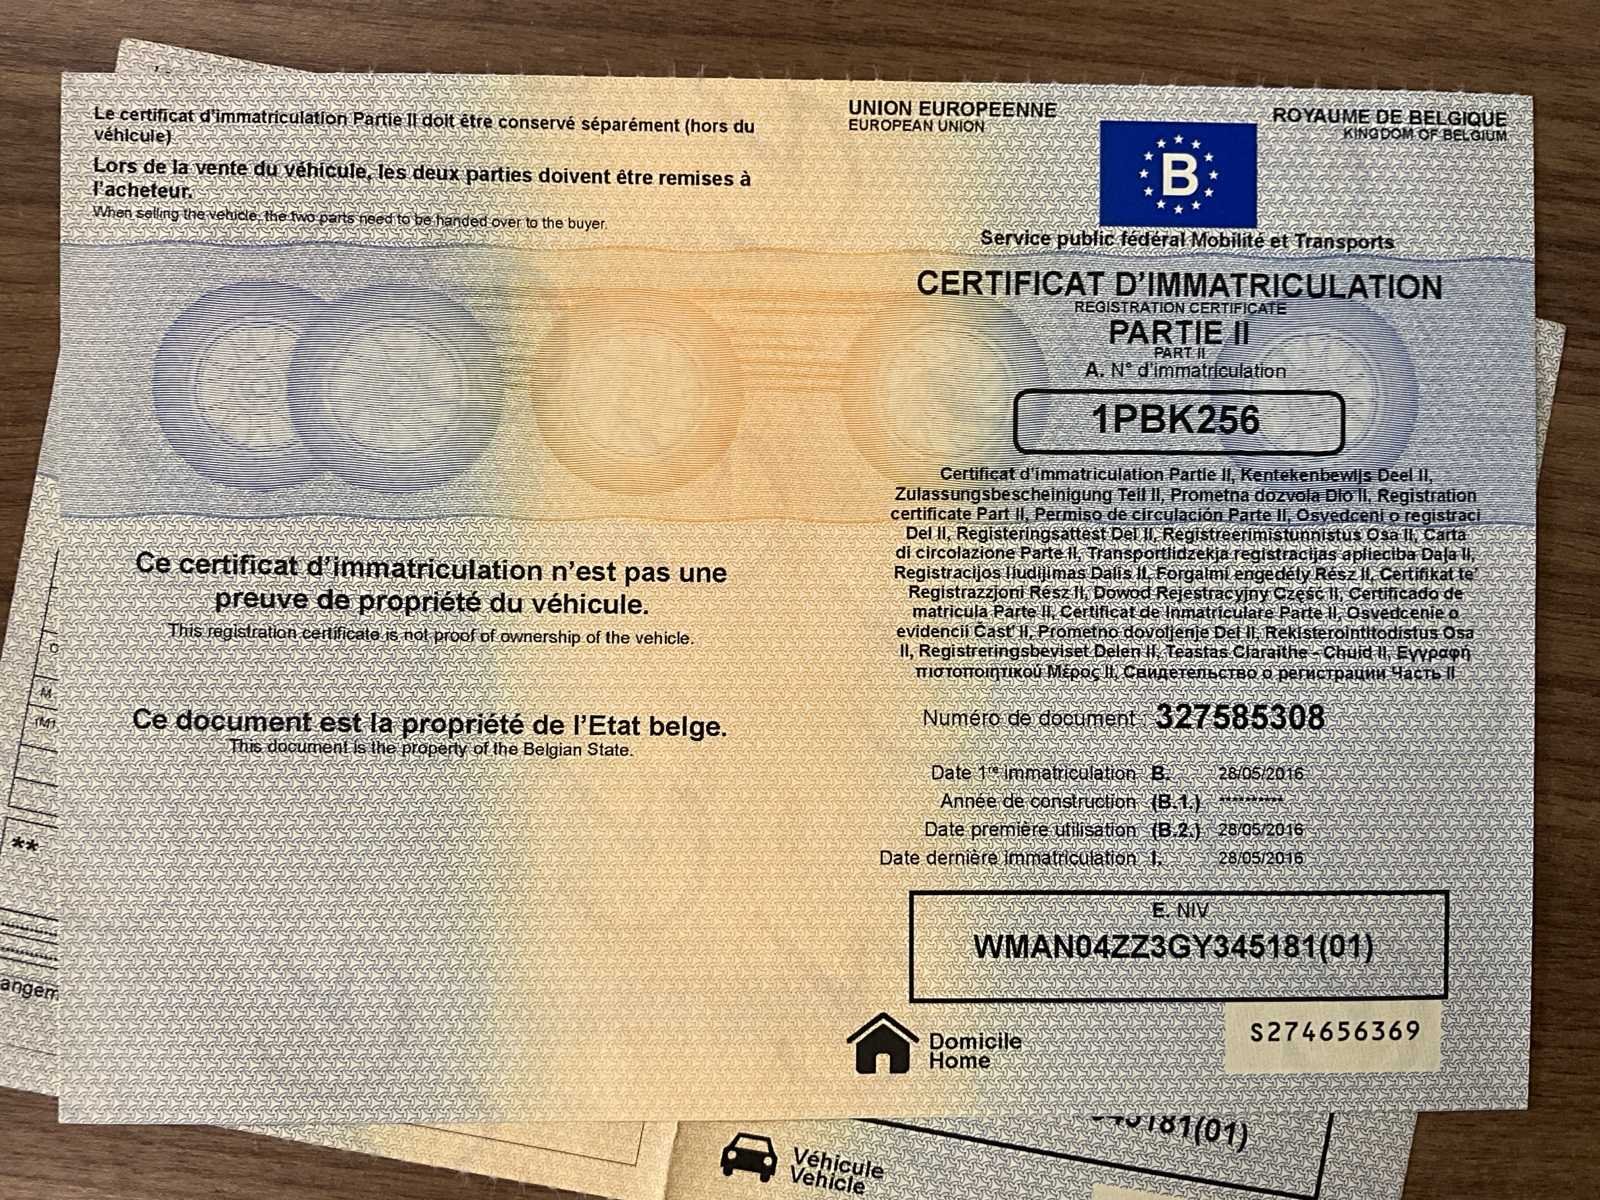 Le certificat d'immatriculation Partie II doit être conservé séparément (hors du
véhicule)
Lors de la vente du véhicule, les deux parties doivent être remises à
l'acheteur.
When selling the vehicle, the two parts need to be handed over to the buyer.
Ce certificat d'immatriculation n'est pas une
preuve de propriété du véhicule.
This registration certificate is not proof of ownership of the vehicle.
Ce document est la propriété de l'Etat belge.
This document is the property of the Belgian State.
UNION EUROPEENNE
EUROPEAN UNION
ROYAUME DE BELGIQUE
KINGDOM OF BELGIUM
B
Service public fédéral Mobilité et Transports
CERTIFICAT D'IMMATRICULATION
REGISTRATION CERTIFICATE
PARTIE II
PART II
A. N° d'immatriculation
1PBK256
Certificat d'immatriculation Partie II, Kentekenbewijs Deel II,
Zulassungsbescheinigung Teil II, Prometna dozvola Dio II, Registration
certificate Part II, Permiso de circulación Parte II, Osvedceni o registraci
Del II, Registeringsattest Del II, Registreerimistunnistus Osa II, Carta
di circolazione Parte II, Transportlidzekja registracijas aplieciba Daļa II,
Registracijos liudijimas Dalis II, Forgalmi engedély Rész II, Certifikat te'
Registrazzjoni Rész II, Dowod Rejestracyjny Część II, Certificado de
matrícula Parte II, Certificat de înmatriculare Parte II, Osvedcenie o
evidencii Časť II, Prometno dovoljenje Del II, Rekisterointitodistus Osa
II, Registreringsbeviset Delen II, Teastas Claraithe - Chuid II, Εγγραφή
πιστοποιητικού Μέρος II, Свидетельство о регистрации Часть II
Numéro de document : 327585308
Date 1re immatriculation B. 28/05/2016
Année de construction (B.1.) **********
Date première utilisation (B.2.) 28/05/2016
Date dernière immatriculation I. 28/05/2016
E. NIV
WMAN04ZZ3GY345181(01)
Domicile
Home
S274656369
M
(M1
**
angem
345181(01)
Véhicule
Vehicle